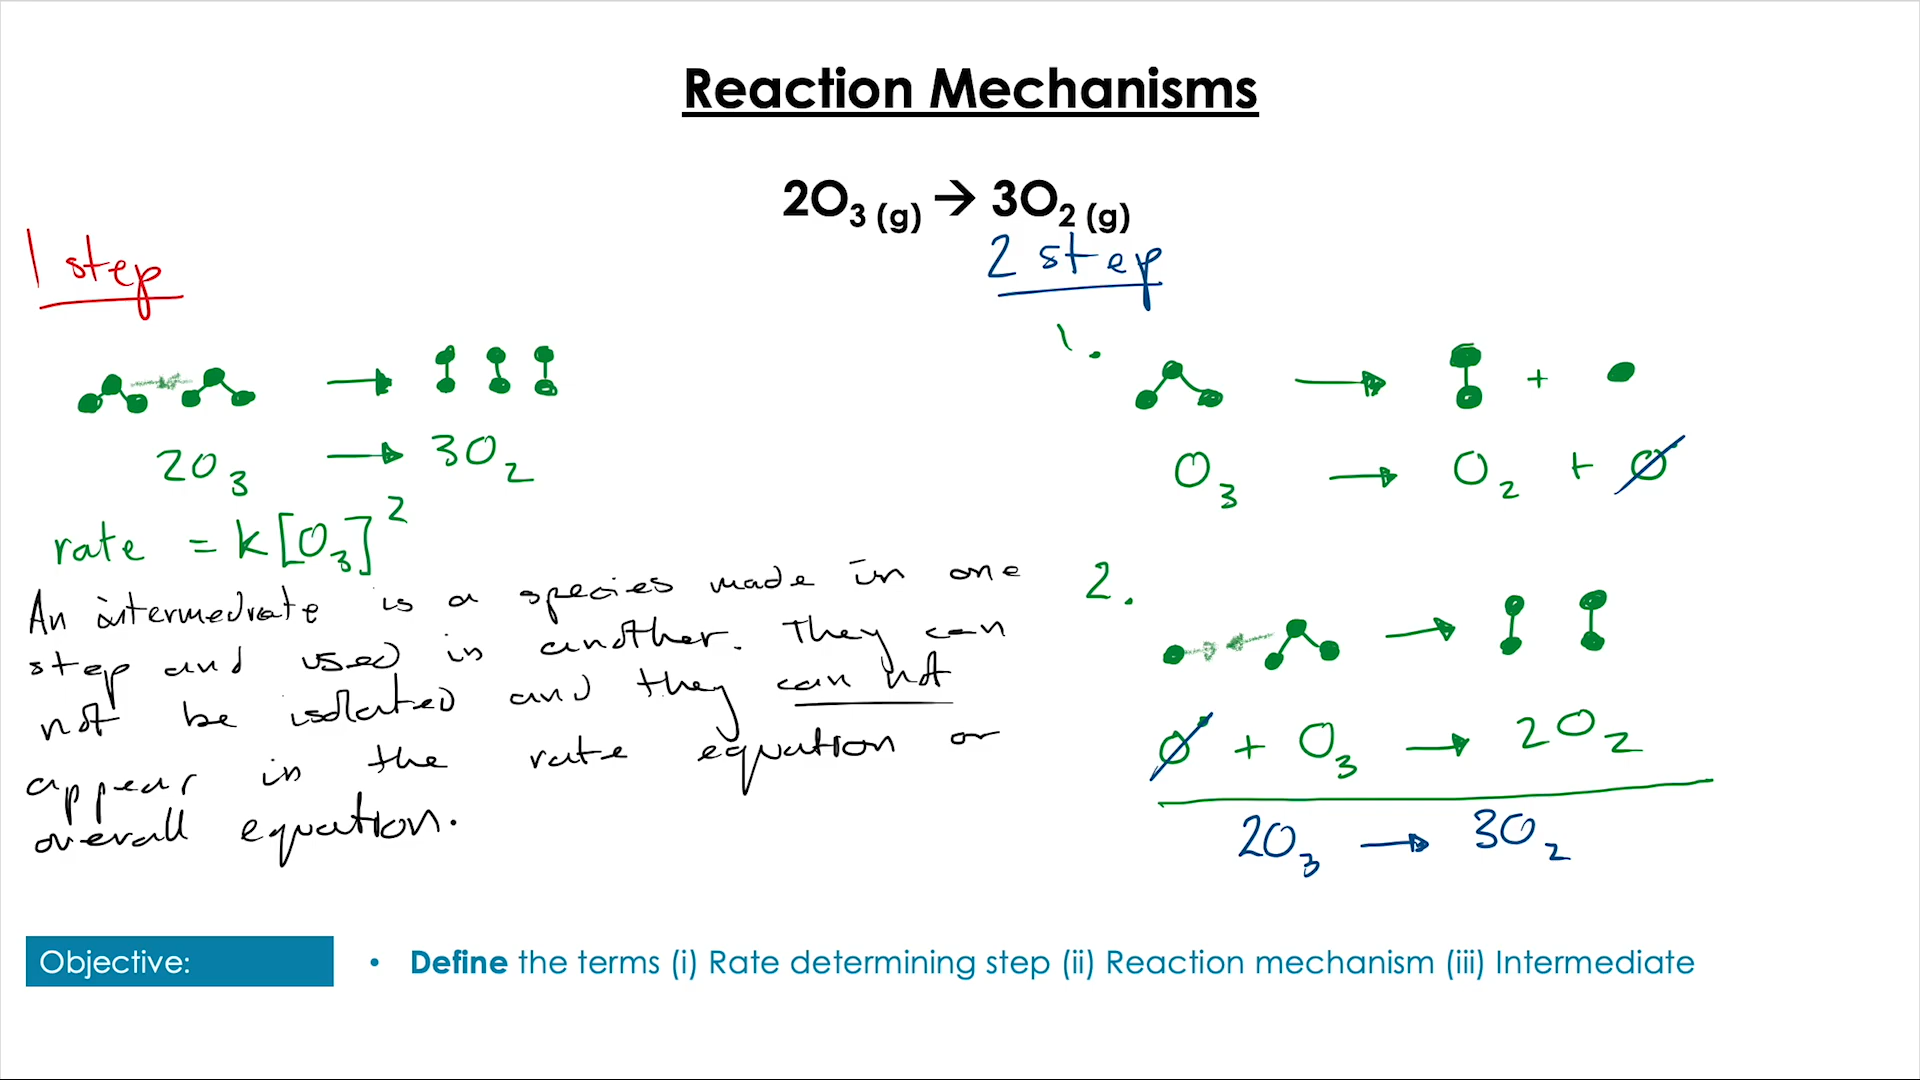 Reaction Mechanisms
2O₃ (g) → 3O₂ (g)
1 step
2O₃ → 3O₂
rate = k[O₃]²
An intermediate is a species made in one
step and used in another. They can
not be isolated and they can not
appear in the rate equation or
overall equation.
2 step
1.
+
O₃ → O₂ + O
2.
O + O₃ → 2O₂
2O₃ → 3O₂
Objective:
• Define the terms (i) Rate determining step (ii) Reaction mechanism (iii) Intermediate